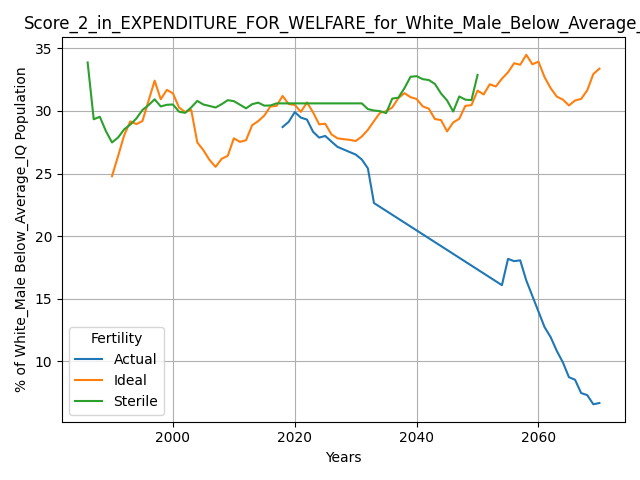 Score_2_in_EXPENDITURE_FOR_WELFARE_for_White_Male_Below_Average_
% of White_Male Below_Average_IQ Population
35
30
25
20
15
10
Fertility
Actual
Ideal
Sterile
2000 2020 2040 2060
Years